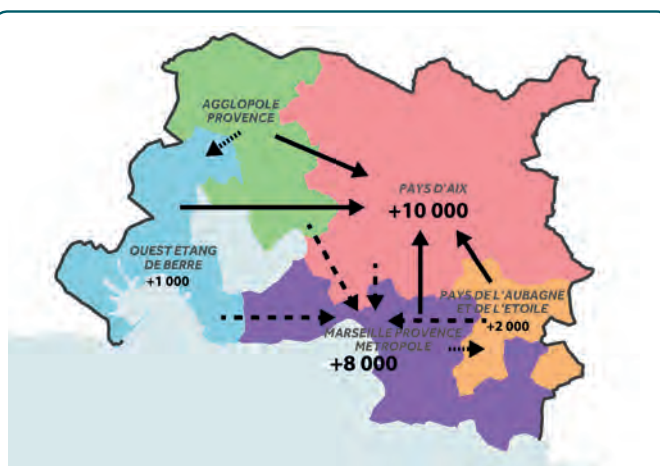 AGGLOPOLE
PROVENCE
PAYS D'AIX
+10 000
OUEST ÉTANG
DE BERRE
+1 000
PAYS DE L'AUBAGNE
ET DE L'ETOILE
+2 000
MARSEILLE PROVENCE
METROPOLE
+8 000